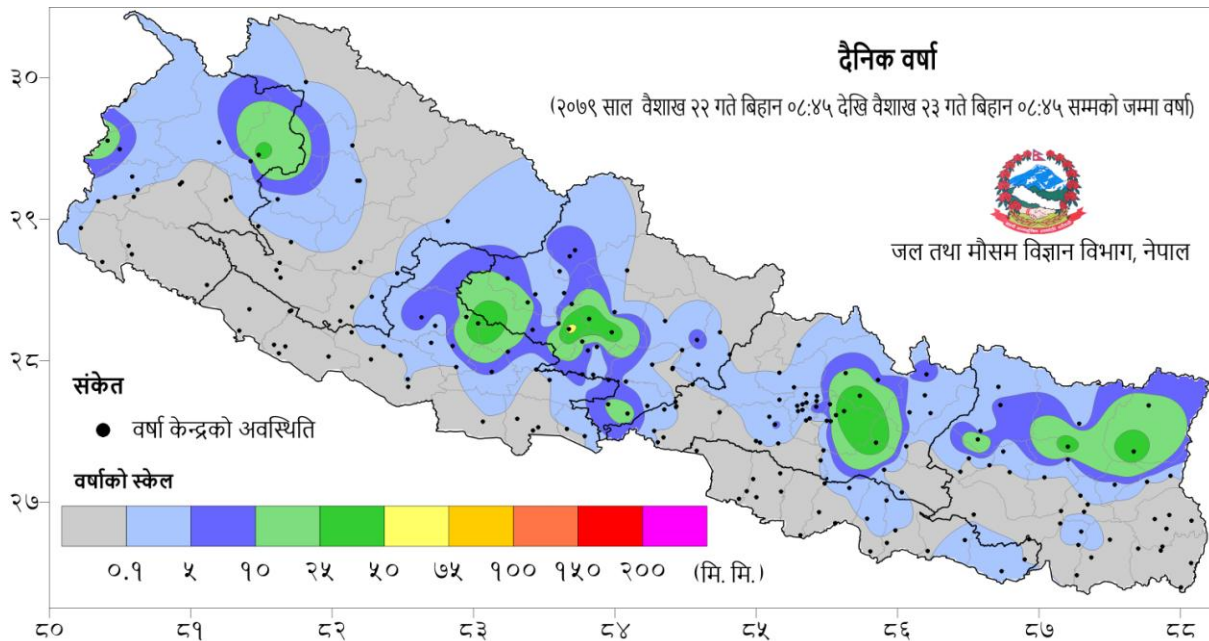 दैनिक वर्षा
(२०७९ साल वैशाख २२ गते बिहान ०८:४५ देखि वैशाख २३ गते बिहान ०८:४५ सम्मको जम्मा वर्षा)
जल तथा मौसम विज्ञान विभाग, नेपाल
३०
२९
२८
२७
संकेत
वर्षा केन्द्रको अवस्थिति
वर्षाको स्केल
०.१ ५ १० २५ ५० ७५ १०० १५० २०० (मि. मि.)
८० ८१ ८२ ८३ ८४ ८५ ८६ ८७ ८८